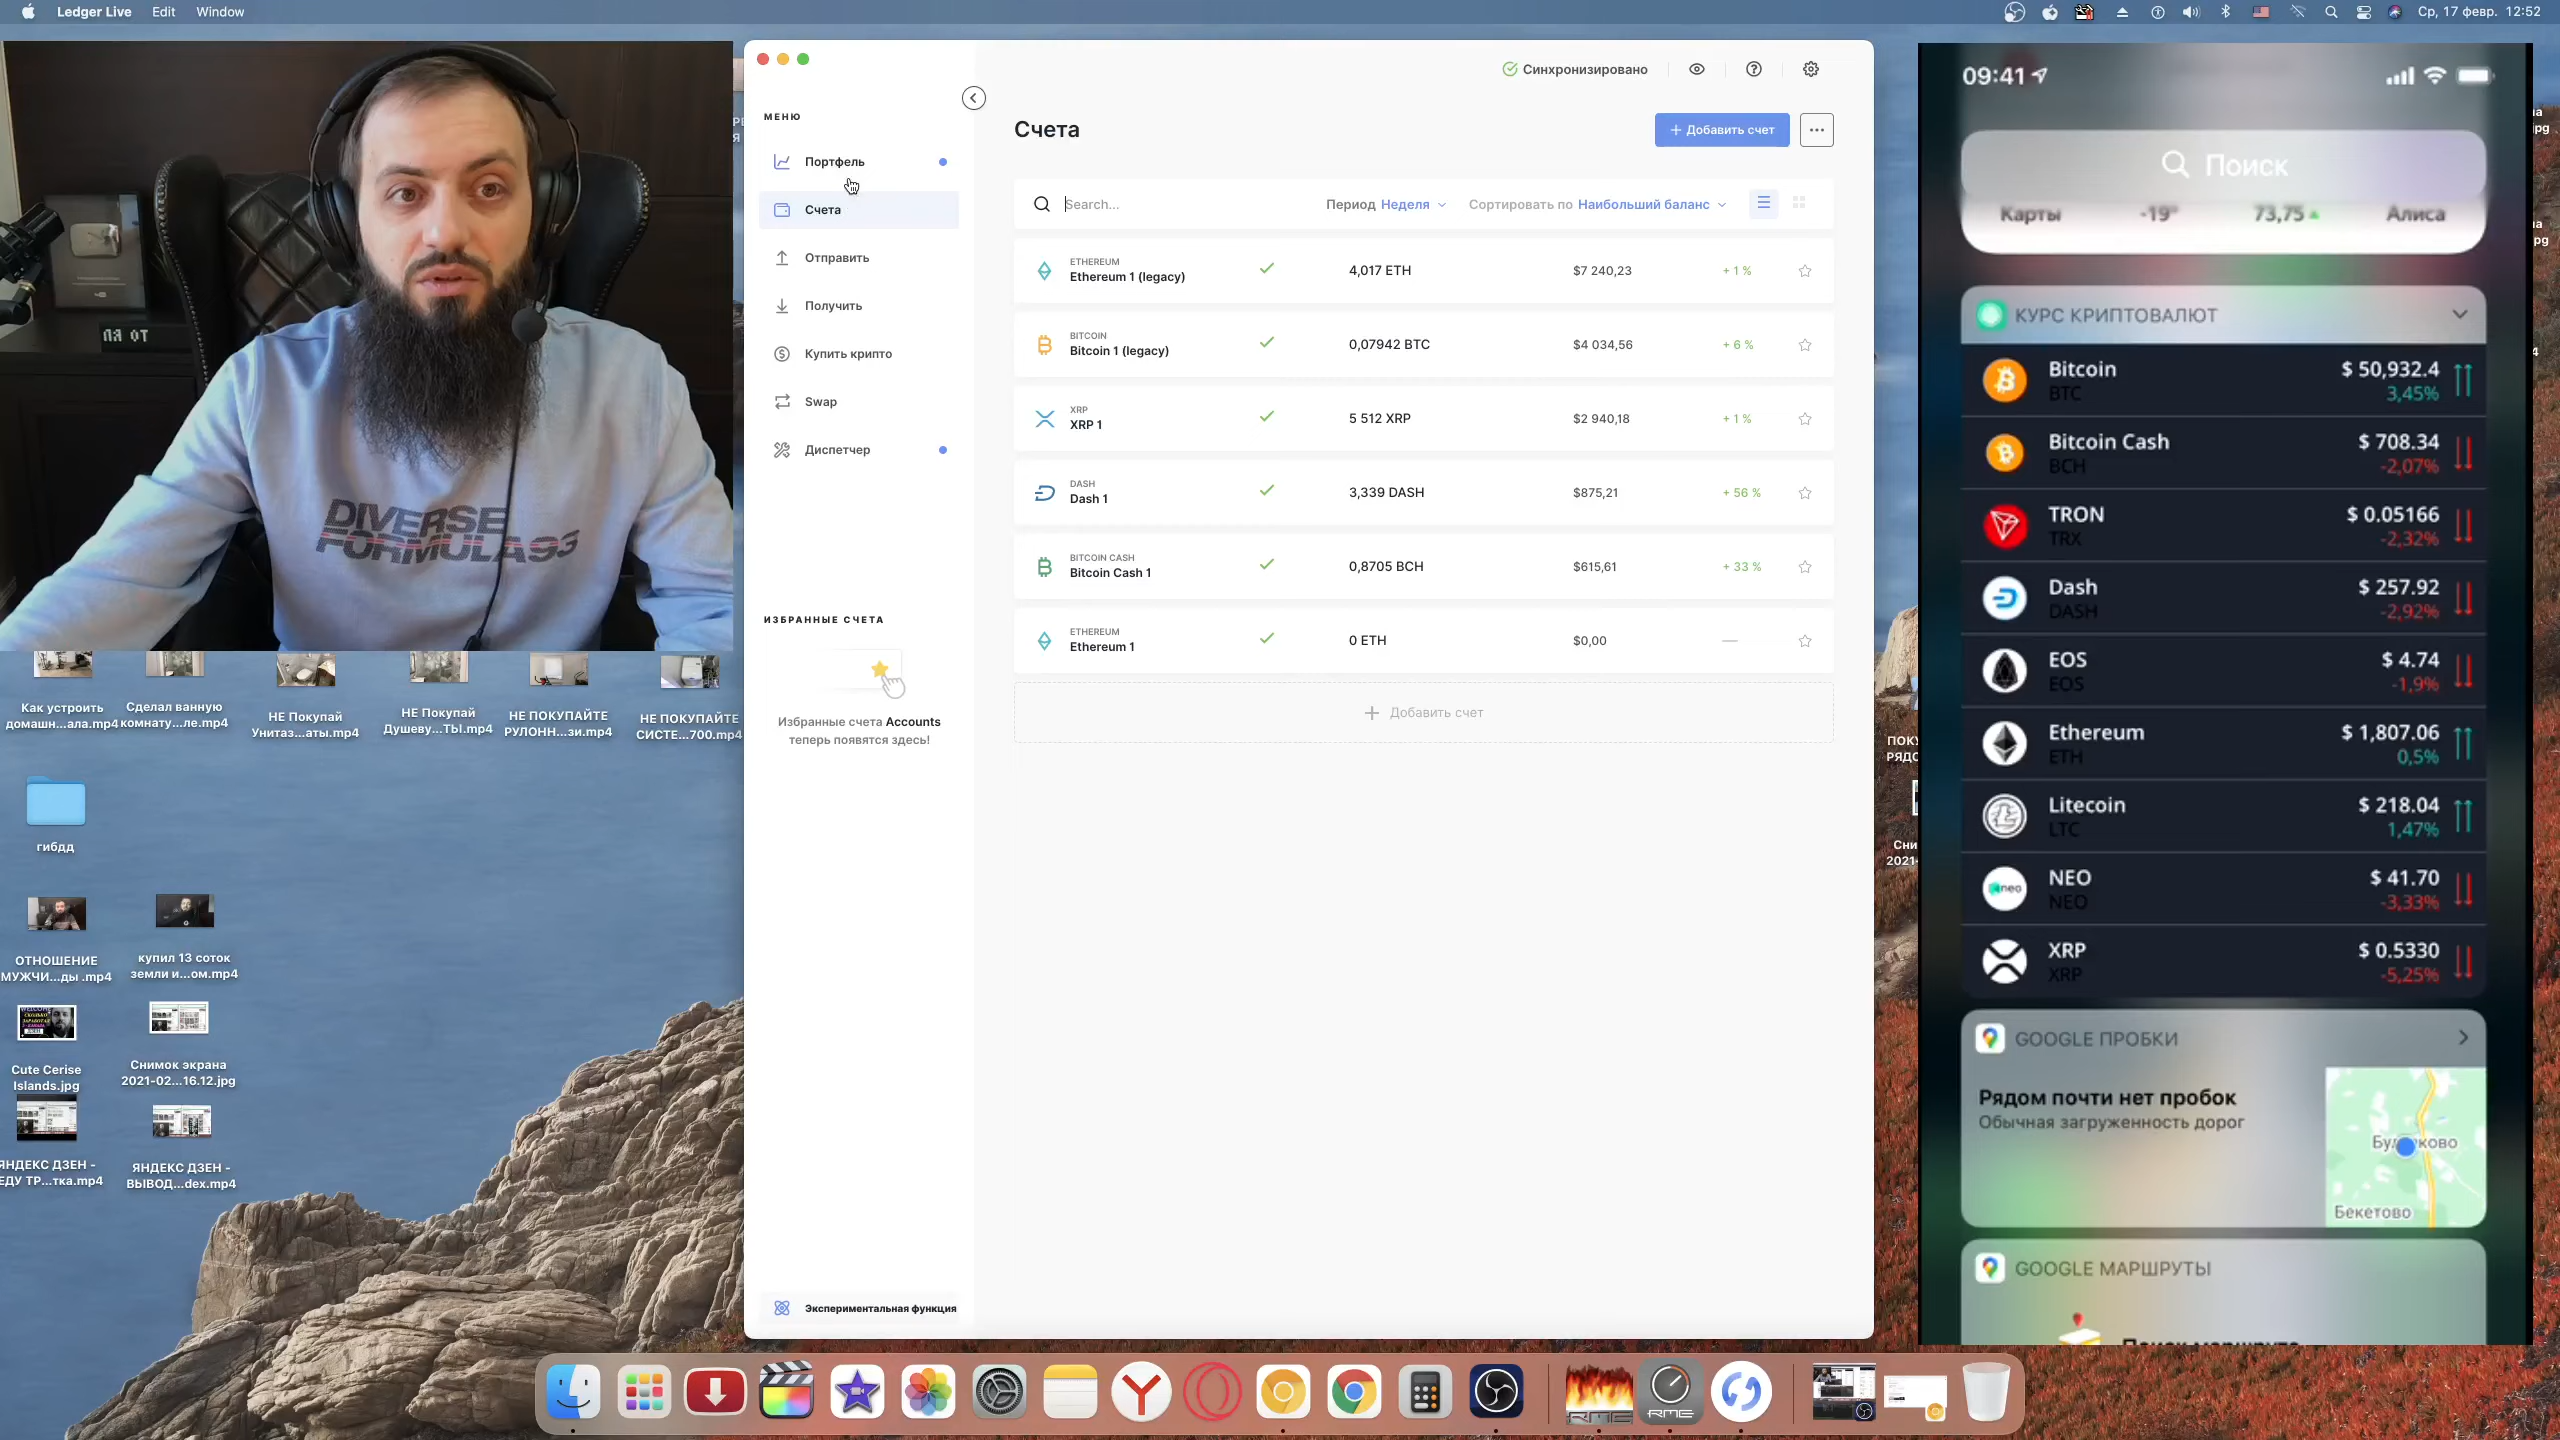 Ledger Live Edit Window
Ср, 17 февр. 12:52
ПЯ ОТ
DIVERSE
FORMULA93
Как устроить
домашн...ала.mp4
Сделал ванную
комнату...ле.mp4
НЕ Покупай
Унитаз...аты.mp4
НЕ Покупай
Душеву...ТЫ.mp4
НЕ ПОКУПАЙТЕ
РУЛОНН...зи.mp4
НЕ ПОКУПАЙТЕ
СИСТЕ...700.mp4
гибдд
ОТНОШЕНИЕ
МУЖЧИ...ды .mp4
купил 13 соток
земли и...ом.mp4
Cute Cerise
Islands.jpg
Снимок экрана
2021-02...16.12.jpg
ЯНДЕКС ДЗЕН -
ЕДУ ТР...тка.mp4
ЯНДЕКС ДЗЕН -
ВЫВОД...dex.mp4
МЕНЮ
Портфель
Счета
Отправить
Получить
Купить крипто
Swap
Диспетчер
ИЗБРАННЫЕ СЧЕТА
Избранные счета Accounts
теперь появятся здесь!
Экспериментальная функция
Синхронизировано
Счета
+ Добавить счет
Search...
Период Неделя
Сортировать по Наибольший баланс
ETHEREUM
Ethereum 1 (legacy) 4,017 ETH $7 240,23 + 1 %
BITCOIN
Bitcoin 1 (legacy) 0,07942 BTC $4 034,56 + 6 %
XRP
XRP 1 5 512 XRP $2 940,18 + 1 %
DASH
Dash 1 3,339 DASH $875,21 + 56 %
BITCOIN CASH
Bitcoin Cash 1 0,8705 BCH $615,61 + 33 %
ETHEREUM
Ethereum 1 0 ETH $0,00 —
+ Добавить счет
09:41
Поиск
Карты -19° 73,75 Алиса
КУРС КРИПТОВАЛЮТ
Bitcoin $ 50,932.4
BTC 3,45%
Bitcoin Cash $ 708.34
BCH -2,07%
TRON $ 0.05166
TRX -2,32%
Dash $ 257.92
DASH -2,92%
EOS $ 4.74
EOS -1,9%
Ethereum $ 1,807.06
ETH 0,5%
Litecoin $ 218.04
LTC 1,47%
NEO $ 41.70
NEO -3,33%
XRP $ 0.5330
XRP -5,25%
GOOGLE ПРОБКИ
Рядом почти нет пробок
Обычная загруженность дорог
Бекетово
GOOGLE МАРШРУТЫ
RME
RME